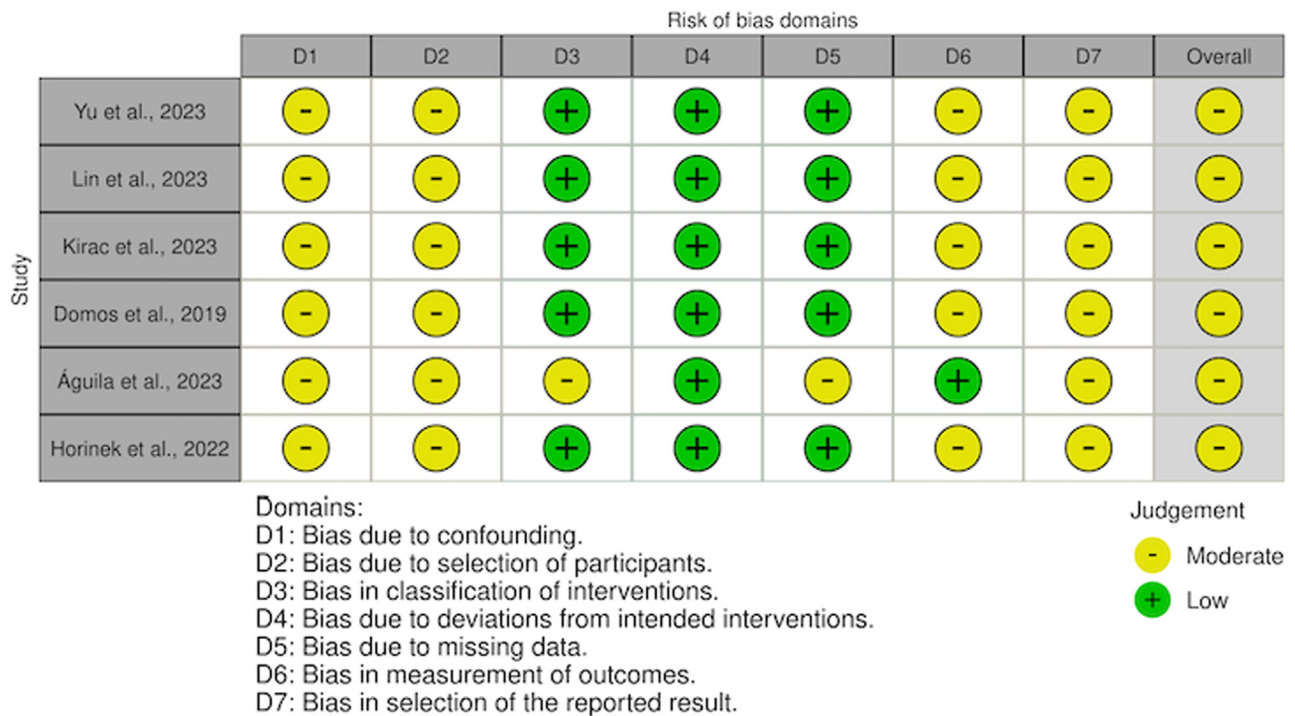 Risk of bias domains
D1 D2 D3 D4 D5 D6 D7 Overall
Study
Yu et al., 2023 - - + + + - - -
Lin et al., 2023 - - + + + - - -
Kirac et al., 2023 - - + + + - - -
Domos et al., 2019 - - + + + - - -
Águila et al., 2023 - - - + - + - -
Horinek et al., 2022 - - + + + - - -
Domains:
D1: Bias due to confounding.
D2: Bias due to selection of participants.
D3: Bias in classification of interventions.
D4: Bias due to deviations from intended interventions.
D5: Bias due to missing data.
D6: Bias in measurement of outcomes.
D7: Bias in selection of the reported result.
Judgement
- Moderate
+ Low